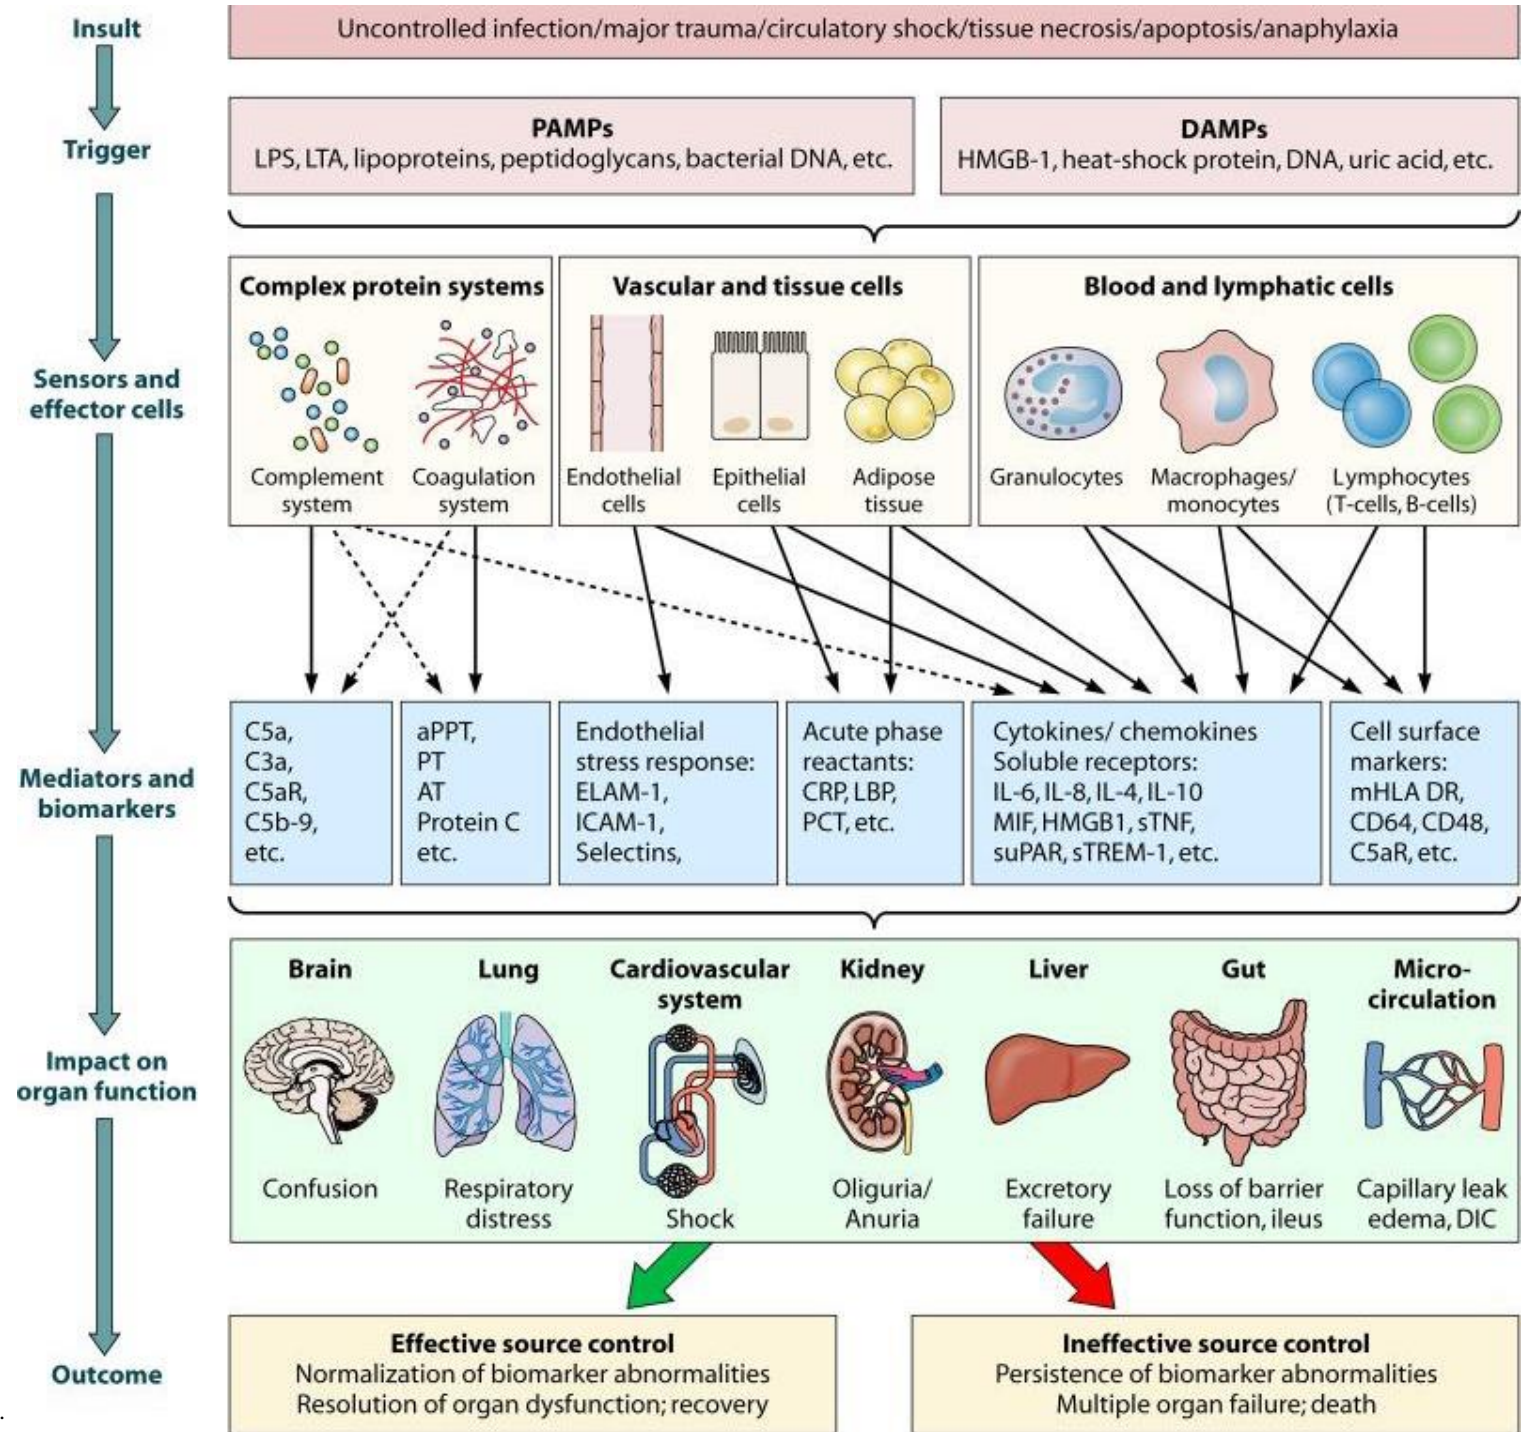 Insult
Uncontrolled infection/major trauma/circulatory shock/tissue necrosis/apoptosis/anaphylaxia
Trigger
PAMPs
LPS, LTA, lipoproteins, peptidoglycans, bacterial DNA, etc.
DAMPs
HMGB-1, heat-shock protein, DNA, uric acid, etc.
Sensors and
effector cells
Complex protein systems
Complement
system
Coagulation
system
Vascular and tissue cells
Endothelial
cells
Epithelial
cells
Adipose
tissue
Blood and lymphatic cells
Granulocytes
Macrophages/
monocytes
Lymphocytes
(T-cells, B-cells)
Mediators and
biomarkers
C5a,
C3a,
C5aR,
C5b-9,
etc.
aPPT,
PT
AT
Protein C
etc.
Endothelial
stress response:
ELAM-1,
ICAM-1,
Selectins,
Acute phase
reactants:
CRP, LBP,
PCT, etc.
Cytokines/ chemokines
Soluble receptors:
IL-6, IL-8, IL-4, IL-10
MIF, HMGB1, sTNF,
suPAR, sTREM-1, etc.
Cell surface
markers:
mHLA DR,
CD64, CD48,
C5aR, etc.
Impact on
organ function
Brain
Confusion
Lung
Respiratory
distress
Cardiovascular
system
Shock
Kidney
Oliguria/
Anuria
Liver
Excretory
failure
Gut
Loss of barrier
function, ileus
Micro-
circulation
Capillary leak
edema, DIC
Outcome
Effective source control
Normalization of biomarker abnormalities
Resolution of organ dysfunction; recovery
Ineffective source control
Persistence of biomarker abnormalities
Multiple organ failure; death
.